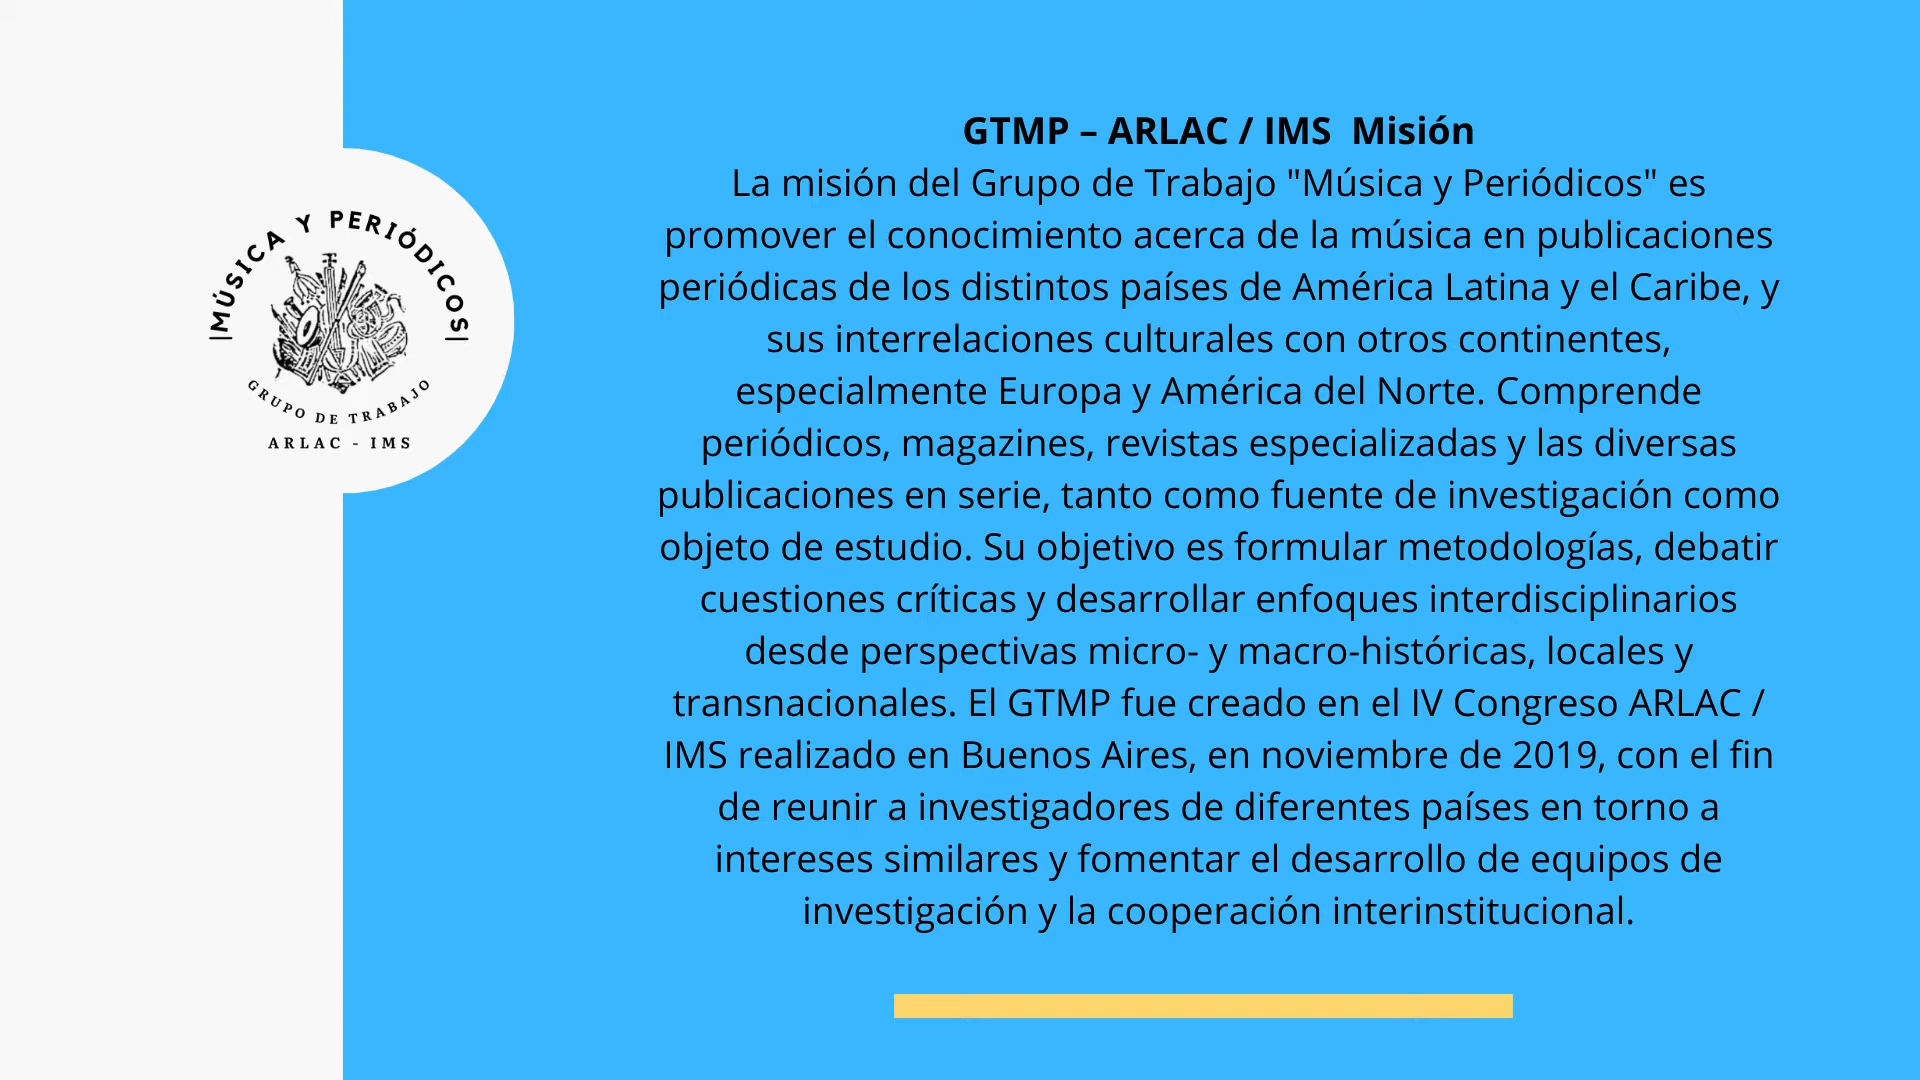 |MÚSICA Y PERIÓDICOS|
GRUPO DE TRABAJO
ARLAC - IMS
GTMP – ARLAC / IMS  Misión
La misión del Grupo de Trabajo "Música y Periódicos" es
promover el conocimiento acerca de la música en publicaciones
periódicas de los distintos países de América Latina y el Caribe, y
sus interrelaciones culturales con otros continentes,
especialmente Europa y América del Norte. Comprende
periódicos, magazines, revistas especializadas y las diversas
publicaciones en serie, tanto como fuente de investigación como
objeto de estudio. Su objetivo es formular metodologías, debatir
cuestiones críticas y desarrollar enfoques interdisciplinarios
desde perspectivas micro- y macro-históricas, locales y
transnacionales. El GTMP fue creado en el IV Congreso ARLAC /
IMS realizado en Buenos Aires, en noviembre de 2019, con el fin
de reunir a investigadores de diferentes países en torno a
intereses similares y fomentar el desarrollo de equipos de
investigación y la cooperación interinstitucional.